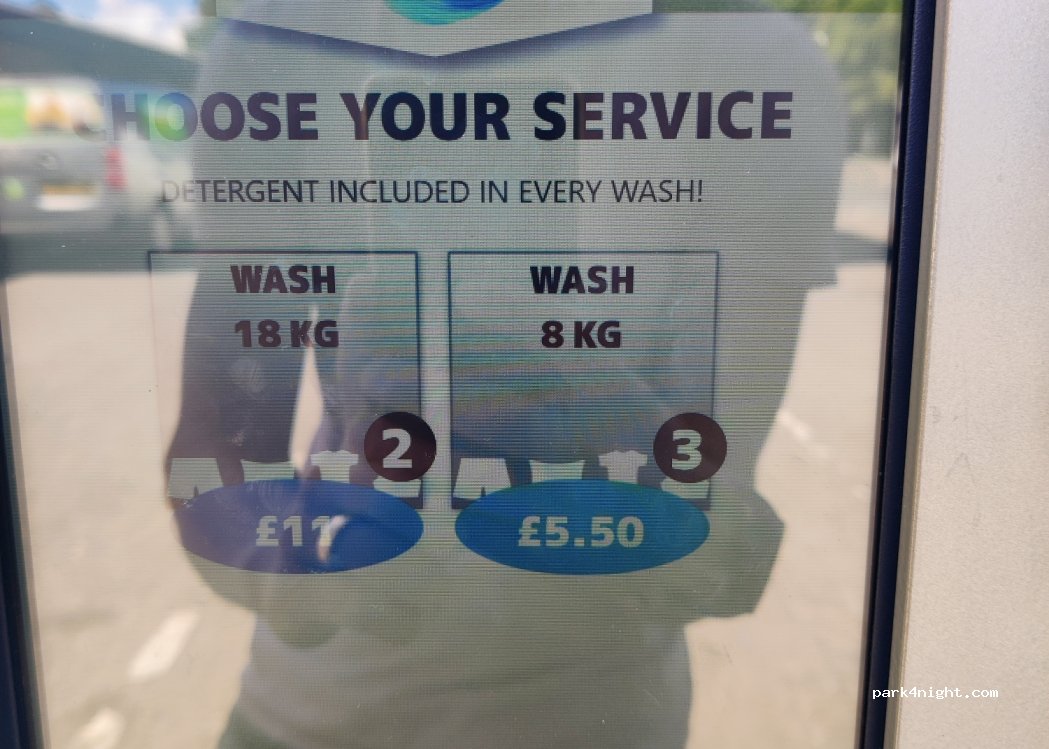 CHOOSE YOUR SERVICE
DETERGENT INCLUDED IN EVERY WASH!
WASH
18 KG
2
£11
WASH
8 KG
3
£5.50
park4night.com